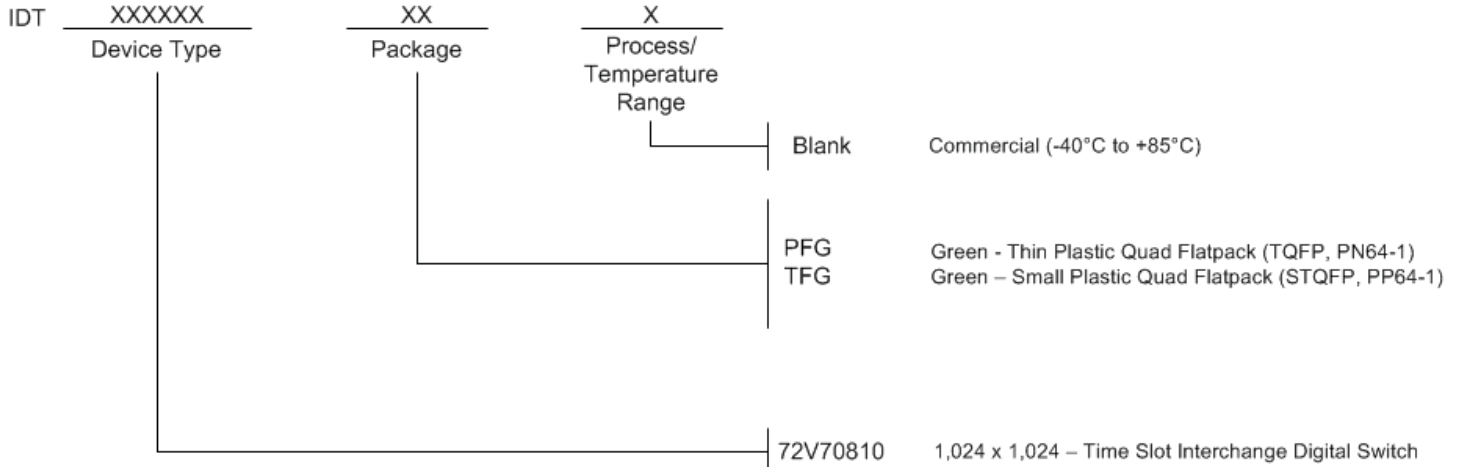 IDT XXXXXX XX X
Device Type Package Process/
Temperature
Range
Blank Commercial (-40°C to +85°C)
PFG Green - Thin Plastic Quad Flatpack (TQFP, PN64-1)
TFG Green – Small Plastic Quad Flatpack (STQFP, PP64-1)
72V70810 1,024 x 1,024 – Time Slot Interchange Digital Switch